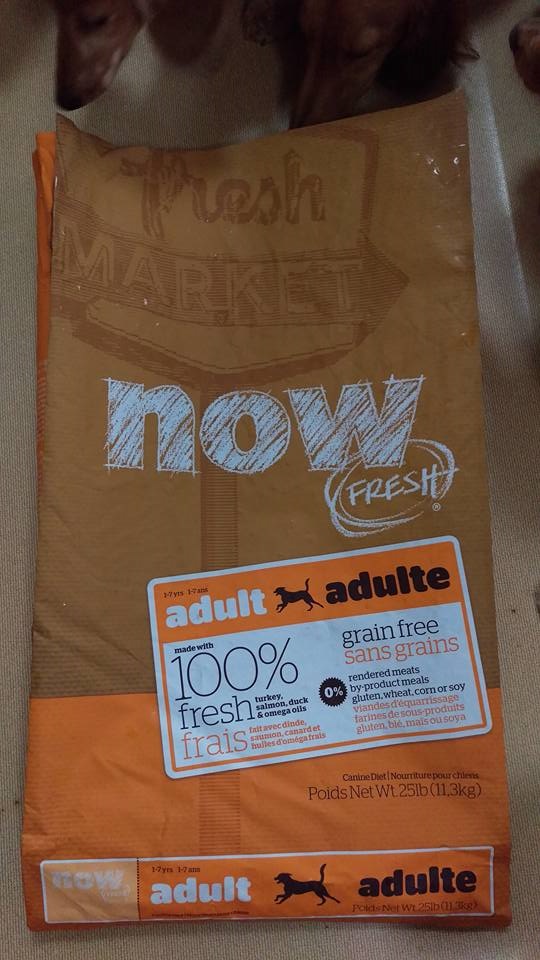 Fresh
MARKET
now
FRESH®
1-7 yrs 1-7 ans
adult adulte
made with
100%
fresh turkey,
salmon, duck
& omega oils
frais fait avec dinde,
saumon, canard et
huiles d'oméga frais
grain free
sans grains
0% rendered meats
by-product meals
gluten, wheat, corn or soy
viandes d'équarrissage
farines de sous-produits
gluten, blé, maïs ou soya
Canine Diet | Nourriture pour chiens
Poids Net Wt. 25lb (11,3kg)
now
1-7 yrs 1-7 ans
adult adulte
Poids Net Wt. 25lb (11.3kg)